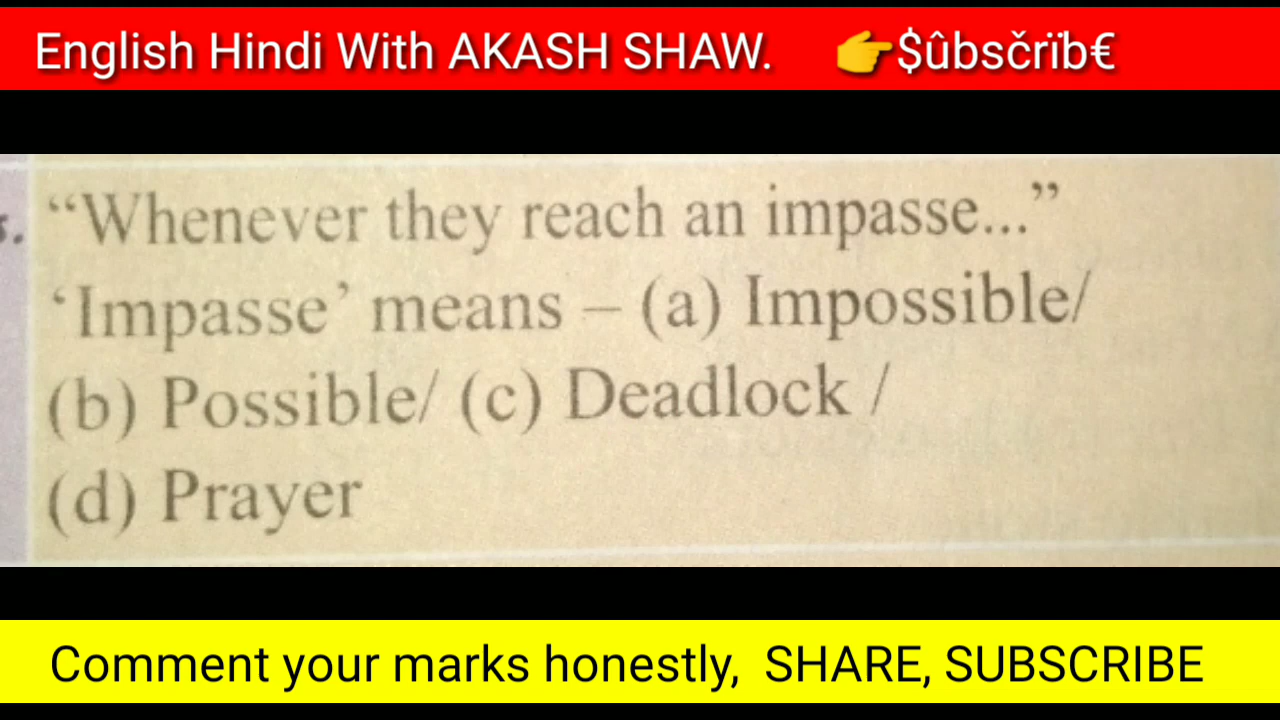 English Hindi With AKASH SHAW. 👉$ûbsčrïb€
“Whenever they reach an impasse...”
‘Impasse’ means – (a) Impossible/
(b) Possible/ (c) Deadlock /
(d) Prayer
Comment your marks honestly, SHARE, SUBSCRIBE